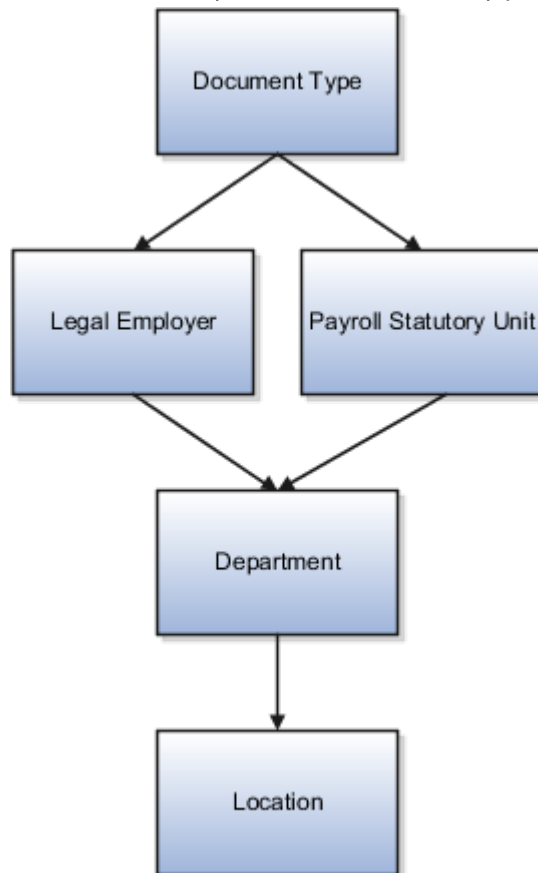 Document Type
Legal Employer
Payroll Statutory Unit
Department
Location